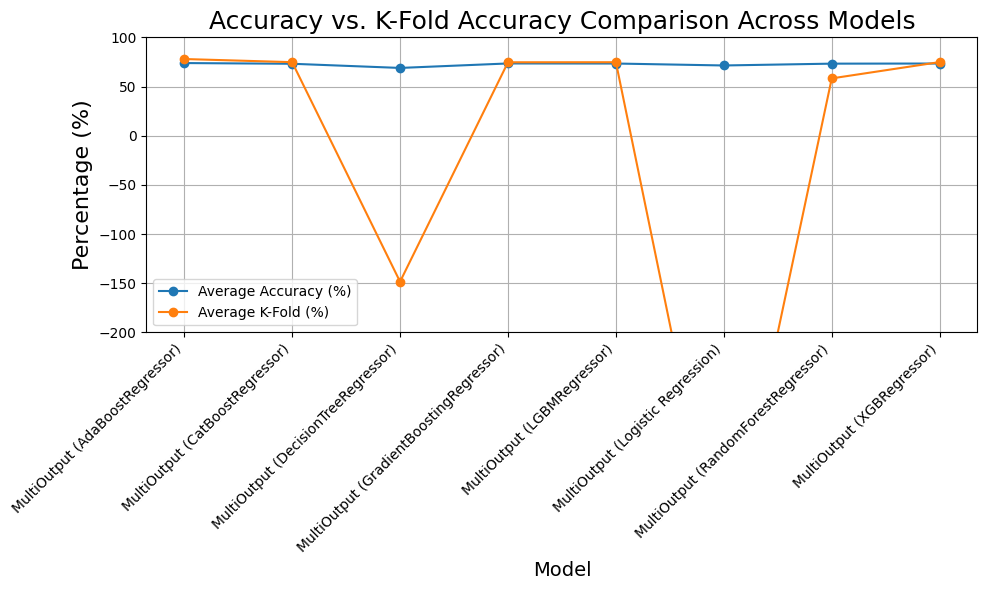 Accuracy vs. K-Fold Accuracy Comparison Across Models
Percentage (%)
100
50
0
−50
−100
−150
−200
Average Accuracy (%)
Average K-Fold (%)
MultiOutput (AdaBoostRegressor)
MultiOutput (CatBoostRegressor)
MultiOutput (DecisionTreeRegressor)
MultiOutput (GradientBoostingRegressor)
MultiOutput (LGBMRegressor)
MultiOutput (Logistic Regression)
MultiOutput (RandomForestRegressor)
MultiOutput (XGBRegressor)
Model